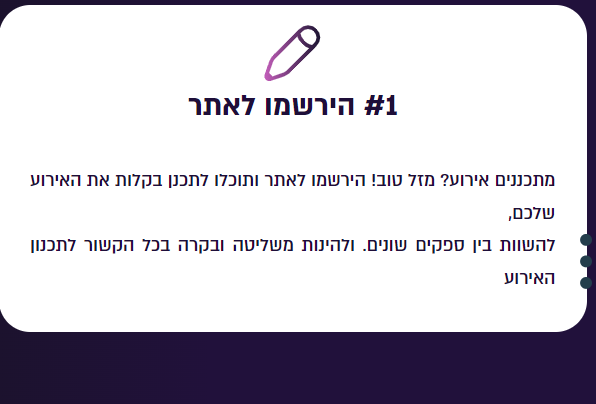 #1 הירשמו לאתר
מתכננים אירוע? מזל טוב! הירשמו לאתר ותוכלו לתכנן בקלות את האירוע
שלכם,
להשוות בין ספקים שונים. ולהינות משליטה ובקרה בכל הקשור לתכנון
האירוע